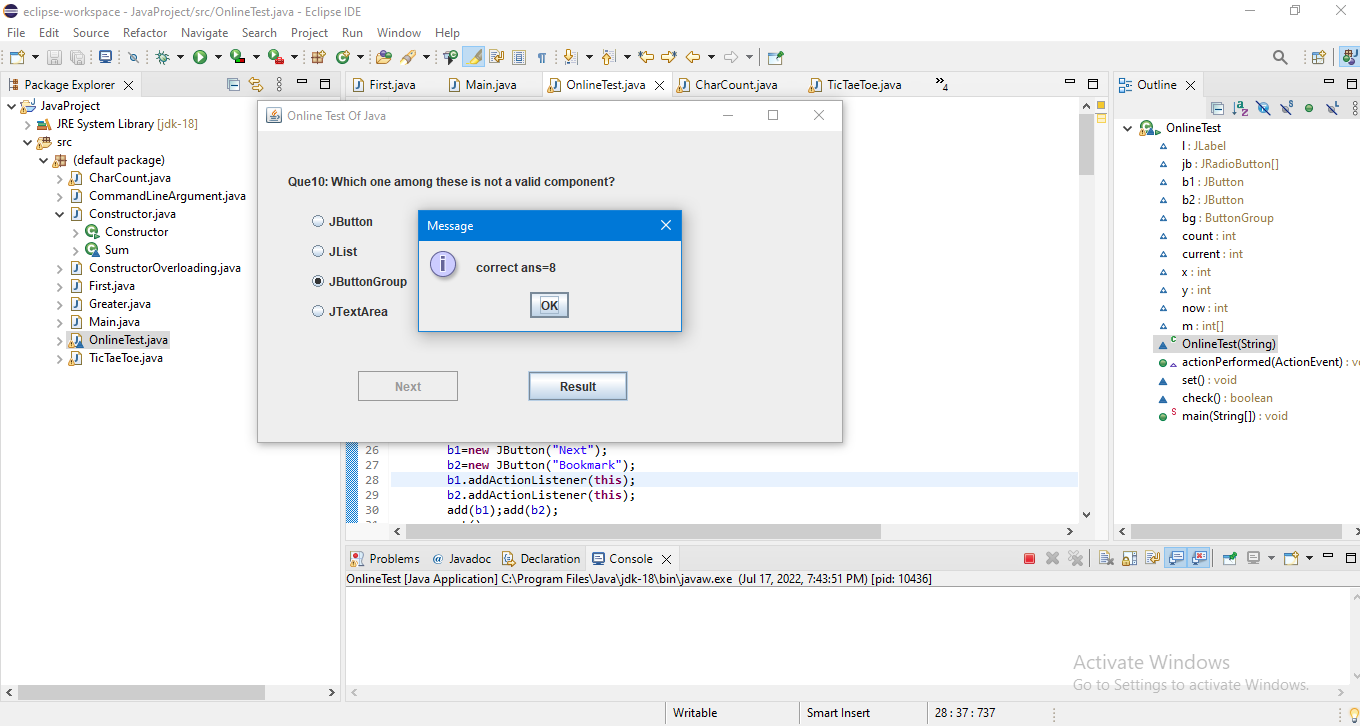 eclipse-workspace - JavaProject/src/OnlineTest.java - Eclipse IDE
File Edit Source Refactor Navigate Search Project Run Window Help
Package Explorer
JavaProject
JRE System Library [jdk-18]
src
(default package)
CharCount.java
CommandLineArgument.java
Constructor.java
Constructor
Sum
ConstructorOverloading.java
First.java
Greater.java
Main.java
OnlineTest.java
TicTaeToe.java
First.java Main.java OnlineTest.java CharCount.java TicTaeToe.java »4
Online Test Of Java
Que10: Which one among these is not a valid component?
JButton
JList
JButtonGroup
JTextArea
Message
correct ans=8
OK
Next Result
26 b1=new JButton("Next");
27 b2=new JButton("Bookmark");
28 b1.addActionListener(this);
29 b2.addActionListener(this);
30 add(b1);add(b2);
Outline
OnlineTest
l : JLabel
jb : JRadioButton[]
b1 : JButton
b2 : JButton
bg : ButtonGroup
count : int
current : int
x : int
y : int
now : int
m : int[]
OnlineTest(String)
actionPerformed(ActionEvent) : v
set() : void
check() : boolean
main(String[]) : void
Problems @ Javadoc Declaration Console
OnlineTest [Java Application] C:\Program Files\Java\jdk-18\bin\javaw.exe (Jul 17, 2022, 7:43:51 PM) [pid: 10436]
Activate Windows
Go to Settings to activate Windows.
Writable Smart Insert 28 : 37 : 737